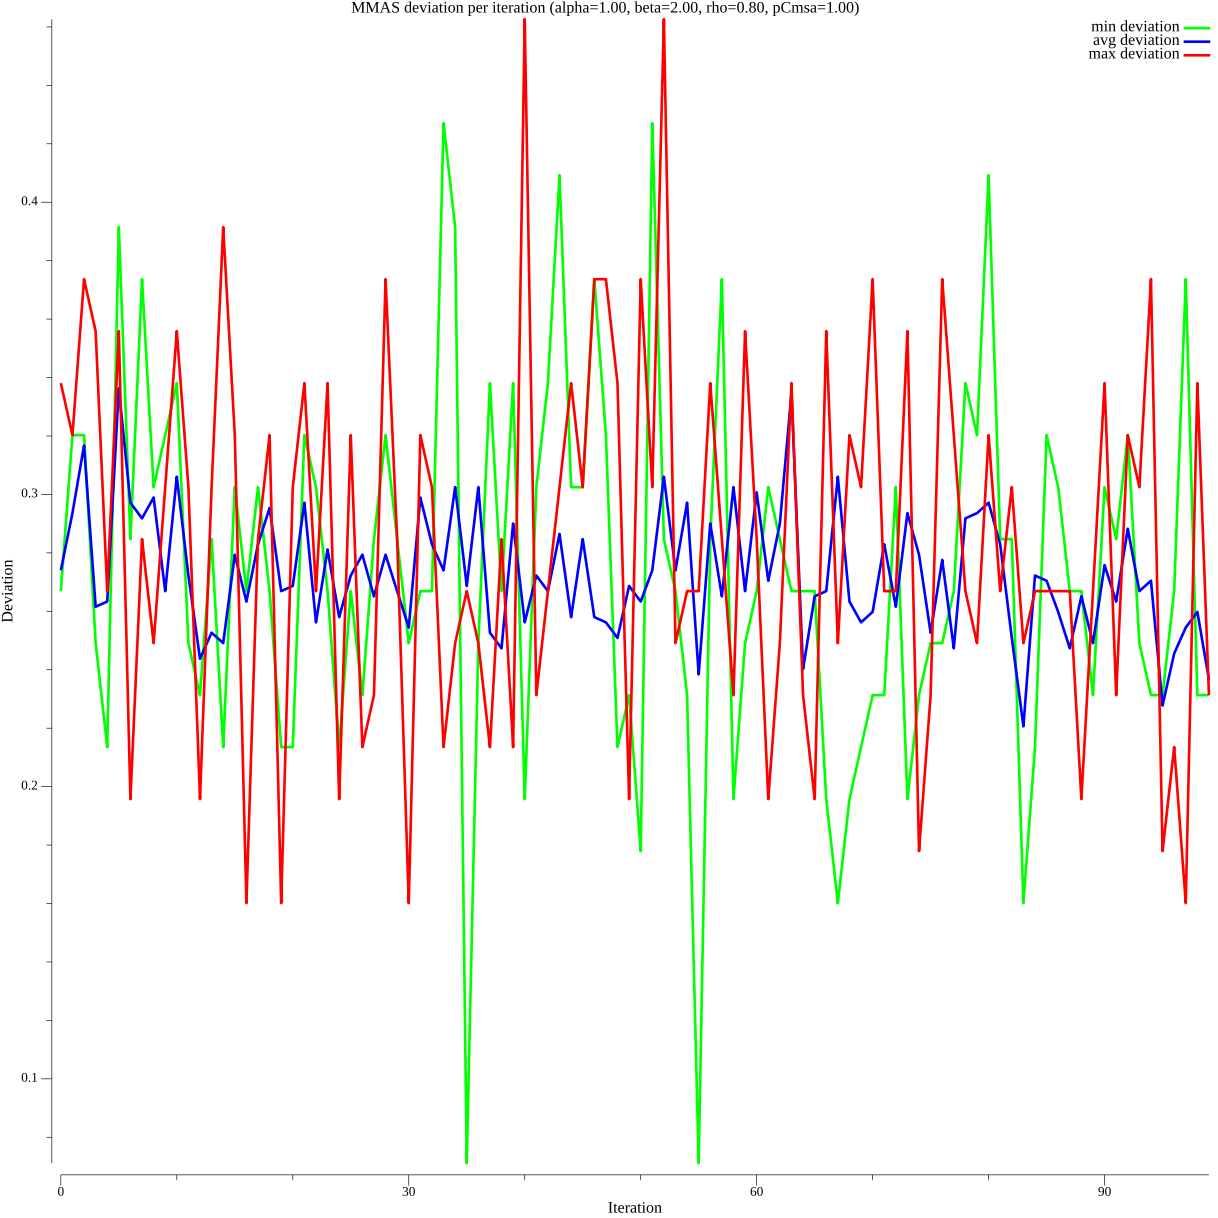 MMAS deviation per iteration (alpha=1.00, beta=2.00, rho=0.80, pCmsa=1.00)
min deviation
avg deviation
max deviation
0.4
0.3
0.2
0.1
Deviation
0 30 60 90
Iteration